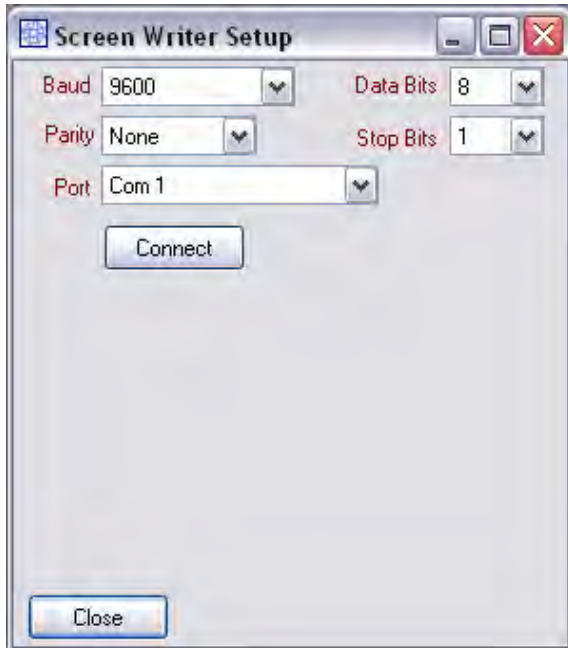 Screen Writer Setup
Baud 9600 Data Bits 8
Parity None Stop Bits 1
Port Com 1
Connect
Close